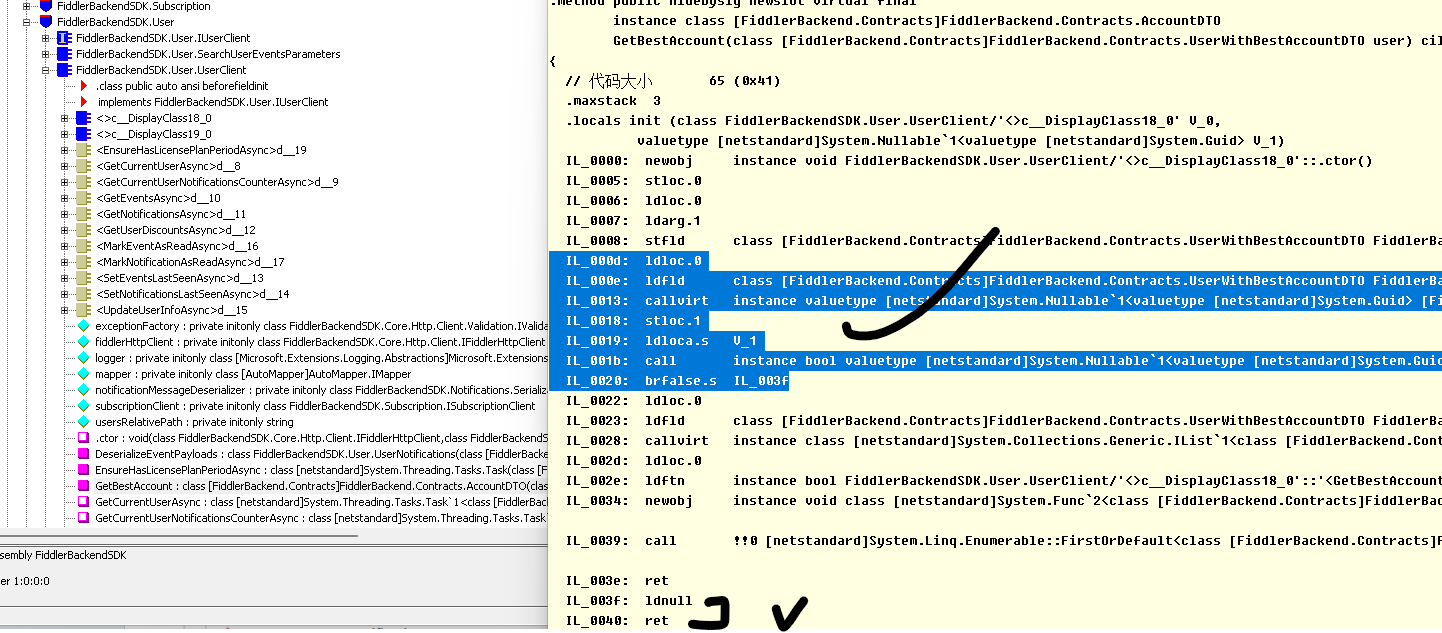 FiddlerBackendSDK.Subscription
FiddlerBackendSDK.User
FiddlerBackendSDK.User.IUserClient
FiddlerBackendSDK.User.SearchUserEventsParameters
FiddlerBackendSDK.User.UserClient
.class public auto ansi beforefieldinit
implements FiddlerBackendSDK.User.IUserClient
<>c__DisplayClass18_0
<>c__DisplayClass19_0
<EnsureHasLicensePlanPeriodAsync>d__19
<GetCurrentUserAsync>d__8
<GetCurrentUserNotificationsCounterAsync>d__9
<GetEventsAsync>d__10
<GetNotificationsAsync>d__11
<GetUserDiscountsAsync>d__12
<MarkEventAsReadAsync>d__16
<MarkNotificationAsReadAsync>d__17
<SetEventsLastSeenAsync>d__13
<SetNotificationsLastSeenAsync>d__14
<UpdateUserInfoAsync>d__15
exceptionFactory : private initonly class FiddlerBackendSDK.Core.Http.Client.Validation.IValida
fiddlerHttpClient : private initonly class FiddlerBackendSDK.Core.Http.Client.IFiddlerHttpClient
logger : private initonly class [Microsoft.Extensions.Logging.Abstractions]Microsoft.Extensions
mapper : private initonly class [AutoMapper]AutoMapper.IMapper
notificationMessageDeserializer : private initonly class FiddlerBackendSDK.Notifications.Serializa
subscriptionClient : private initonly class FiddlerBackendSDK.Subscription.ISubscriptionClient
usersRelativePath : private initonly string
.ctor : void(class FiddlerBackendSDK.Core.Http.Client.IFiddlerHttpClient,class FiddlerBackendS
DeserializeEventPayloads : class FiddlerBackendSDK.User.UserNotifications(class [FiddlerBackend
EnsureHasLicensePlanPeriodAsync : class [netstandard]System.Threading.Tasks.Task(class [F
GetBestAccount : class [FiddlerBackend.Contracts]FiddlerBackend.Contracts.AccountDTO(clas
GetCurrentUserAsync : class [netstandard]System.Threading.Tasks.Task`1<class [FiddlerBack
GetCurrentUserNotificationsCounterAsync : class [netstandard]System.Threading.Tasks.Task`
sembly FiddlerBackendSDK
er 1:0:0:0
.method public hidebysig newslot virtual final
instance class [FiddlerBackend.Contracts]FiddlerBackend.Contracts.AccountDTO
GetBestAccount(class [FiddlerBackend.Contracts]FiddlerBackend.Contracts.UserWithBestAccountDTO user) cil
{
// 代码大小 65 (0x41)
.maxstack 3
.locals init (class FiddlerBackendSDK.User.UserClient/'<>c__DisplayClass18_0' V_0,
valuetype [netstandard]System.Nullable`1<valuetype [netstandard]System.Guid> V_1)
IL_0000: newobj instance void FiddlerBackendSDK.User.UserClient/'<>c__DisplayClass18_0'::.ctor()
IL_0005: stloc.0
IL_0006: ldloc.0
IL_0007: ldarg.1
IL_0008: stfld class [FiddlerBackend.Contracts]FiddlerBackend.Contracts.UserWithBestAccountDTO FiddlerBa
IL_000d: ldloc.0
IL_000e: ldfld class [FiddlerBackend.Contracts]FiddlerBackend.Contracts.UserWithBestAccountDTO FiddlerBa
IL_0013: callvirt instance valuetype [netstandard]System.Nullable`1<valuetype [netstandard]System.Guid> [Fi
IL_0018: stloc.1
IL_0019: ldloca.s V_1
IL_001b: call instance bool valuetype [netstandard]System.Nullable`1<valuetype [netstandard]System.Guid
IL_0020: brfalse.s IL_003f
IL_0022: ldloc.0
IL_0023: ldfld class [FiddlerBackend.Contracts]FiddlerBackend.Contracts.UserWithBestAccountDTO FiddlerBa
IL_0028: callvirt instance class [netstandard]System.Collections.Generic.IList`1<class [FiddlerBackend.Cont
IL_002d: ldloc.0
IL_002e: ldftn instance bool FiddlerBackendSDK.User.UserClient/'<>c__DisplayClass18_0'::'<GetBestAccount
IL_0034: newobj instance void class [netstandard]System.Func`2<class [FiddlerBackend.Contracts]FiddlerBacke
IL_0039: call !!0 [netstandard]System.Linq.Enumerable::FirstOrDefault<class [FiddlerBackend.Contracts]F
IL_003e: ret
IL_003f: ldnull
IL_0040: ret